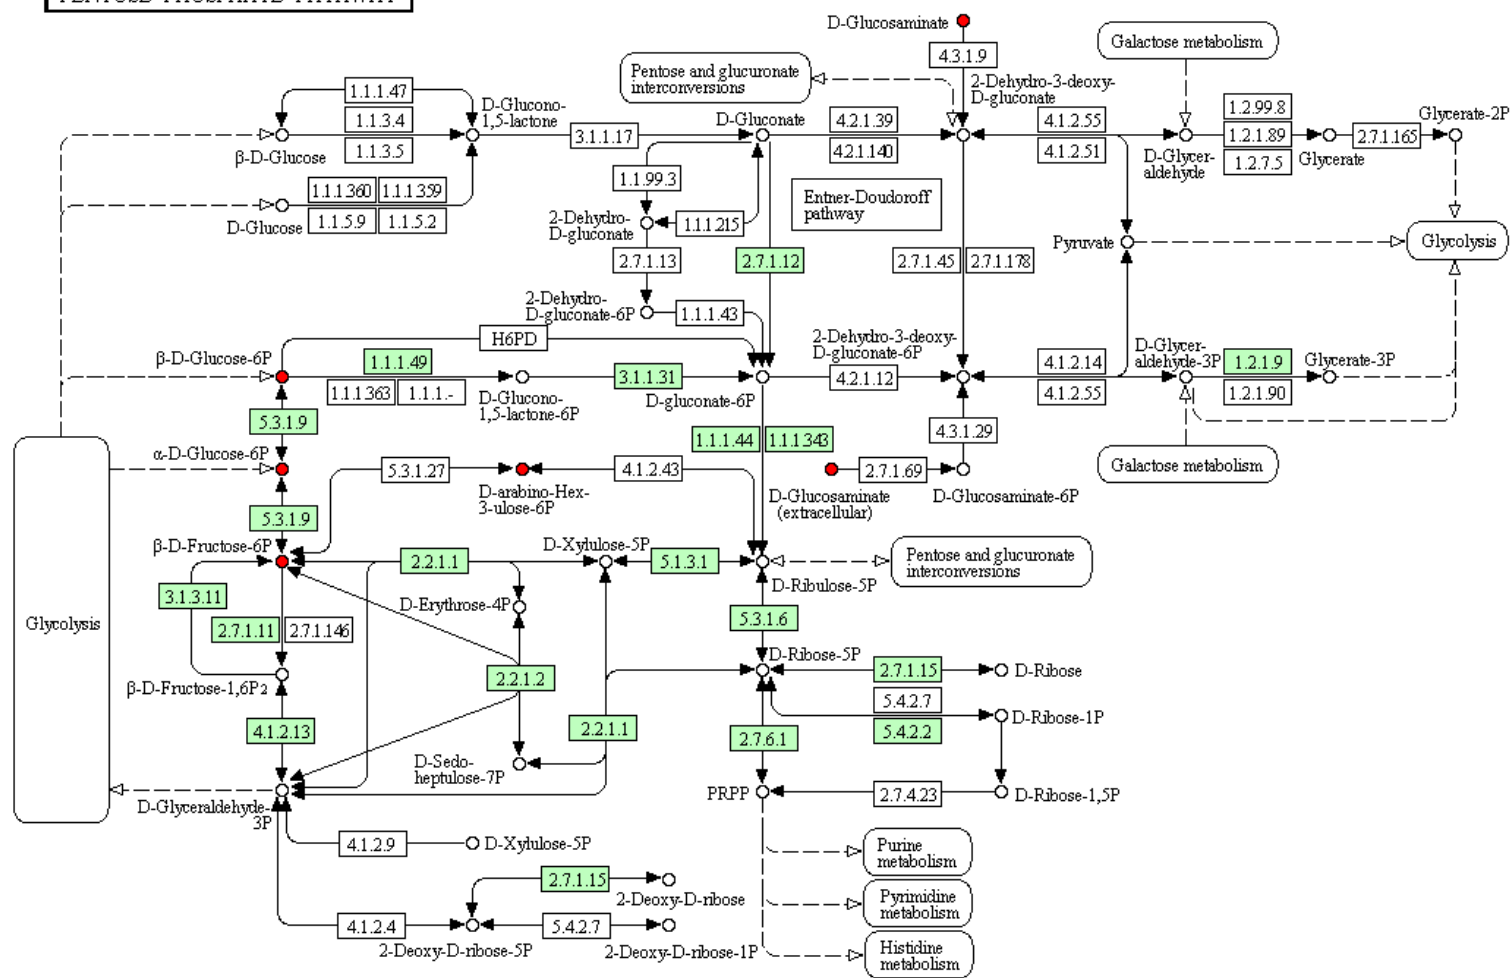 PENTOSE PHOSPHATE PATHWAY
D-Glucosaminate
4.3.1.9
Galactose metabolism
Pentose and glucuronate
interconversions
2-Dehydro-3-deoxy-
D-gluconate
1.1.1.47
D-Glucono-
1,5-lactone
1.1.3.4
1.1.3.5
β-D-Glucose
3.1.1.17
D-Gluconate
4.2.1.39
4.2.1.140
4.1.2.55
4.1.2.51
D-Glycer-
aldehyde
1.2.99.8
1.2.1.89
1.2.7.5
Glycerate
2.7.1.165
Glycerate-2P
1.1.1.360
1.1.1.359
1.1.5.9
1.1.5.2
D-Glucose
1.1.99.3
2-Dehydro-
D-gluconate
1.1.1.215
Entner-Doudoroff
pathway
2.7.1.13
2.7.1.12
2.7.1.45
2.7.1.178
Pyruvate
Glycolysis
2-Dehydro-
D-gluconate-6P
1.1.1.43
H6PD
2-Dehydro-3-deoxy-
D-gluconate-6P
β-D-Glucose-6P
1.1.1.49
1.1.1.363
1.1.1.-
D-Glucono-
1,5-lactone-6P
3.1.1.31
D-gluconate-6P
4.2.1.12
4.1.2.14
4.1.2.55
D-Glycer-
aldehyde-3P
1.2.1.9
1.2.1.90
Glycerate-3P
5.3.1.9
1.1.1.44
1.1.1.343
4.3.1.29
α-D-Glucose-6P
5.3.1.27
D-arabino-Hex-
3-ulose-6P
4.1.2.43
D-Glucosaminate
(extracellular)
2.7.1.69
D-Glucosaminate-6P
Galactose metabolism
5.3.1.9
β-D-Fructose-6P
2.2.1.1
D-Xylulose-5P
5.1.3.1
D-Ribulose-5P
Pentose and glucuronate
interconversions
3.1.3.11
2.7.1.11
2.7.1.146
D-Erythrose-4P
5.3.1.6
Glycolysis
D-Ribose-5P
2.7.1.15
D-Ribose
β-D-Fructose-1,6P2
2.2.1.2
5.4.2.7
5.4.2.2
D-Ribose-1P
4.1.2.13
2.2.1.1
2.7.6.1
D-Sedo-
heptulose-7P
D-Glyceraldehyde-
3P
PRPP
2.7.4.23
D-Ribose-1,5P
4.1.2.9
D-Xylulose-5P
Purine
metabolism
2.7.1.15
2-Deoxy-D-ribose
Pyrimidine
metabolism
4.1.2.4
2-Deoxy-D-ribose-5P
5.4.2.7
2-Deoxy-D-ribose-1P
Histidine
metabolism